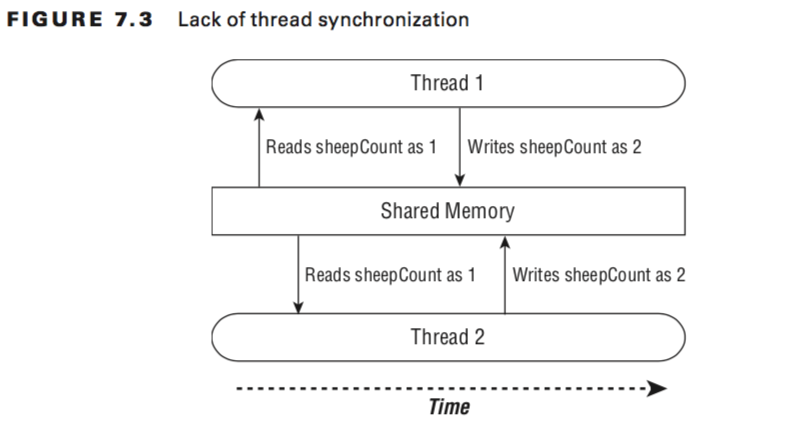 FIGURE 7.3 Lack of thread synchronization
Thread 1
Reads sheepCount as 1
Writes sheepCount as 2
Shared Memory
Reads sheepCount as 1
Writes sheepCount as 2
Thread 2
Time